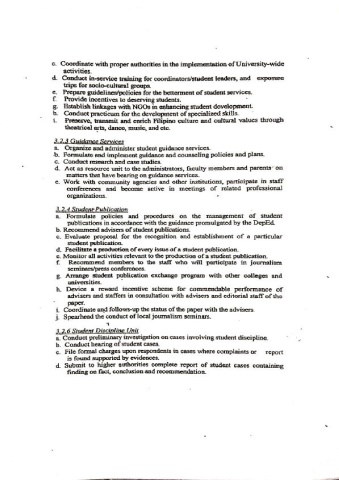 c. Coordinate with proper authorities in the implementation of University-wide
activities.
d. Conduct in-service training for coordinators/student leaders, and exposure
trips for socio-cultural groups.
e. Prepare guidelines/policies for the betterment of student services.
f. Provide incentives to deserving students.
g. Establish linkages with NGOs in enhancing student development.
h. Conduct practicum for the development of specialized skills.
i. Preserve, transmit and enrich Filipino culture and cultural values through
theatrical arts, dance, music, and etc.
3.2.3 Guidance Services
a. Organize and administer student guidance services.
b. Formulate and implement guidance and counselling policies and plans.
c. Conduct research and case studies.
d. Act as resource unit to the administrators, faculty members and parents on
matters that have bearing on guidance services.
e. Work with community agencies and other institutions, participate in staff
conferences and become active in meetings of related professional
organizations.
3.2.4 Student Publication
a. Formulate policies and procedures on the management of student
publications in accordance with the guidance promulgated by the DepEd.
b. Recommend advisers of student publications.
c. Evaluate proposal for the recognition and establishment of a particular
student publication.
d. Facilitate a production of every issue of a student publication.
e. Monitor all activities relevant to the production of a student publication.
f. Recommend members to the staff who will participate in journalism
seminars/press conferences.
g. Arrange student publication exchange program with other colleges and
universities.
h. Device a reward incentive scheme for commendable performance of
advisers and staffers in consultation with advisers and editorial staff of the
paper.
i. Coordinate and follows-up the status of the paper with the advisers.
j. Spearhead the conduct of local journalism seminars.
3.2.6 Student Discipline Unit
a. Conduct preliminary investigation on cases involving student discipline.
b. Conduct hearing of student cases.
c. File formal charges upon respondents in cases where complaints or report
is found supported by evidences.
d. Submit to higher authorities complete report of student cases containing
finding on fact, conclusion and recommendation.